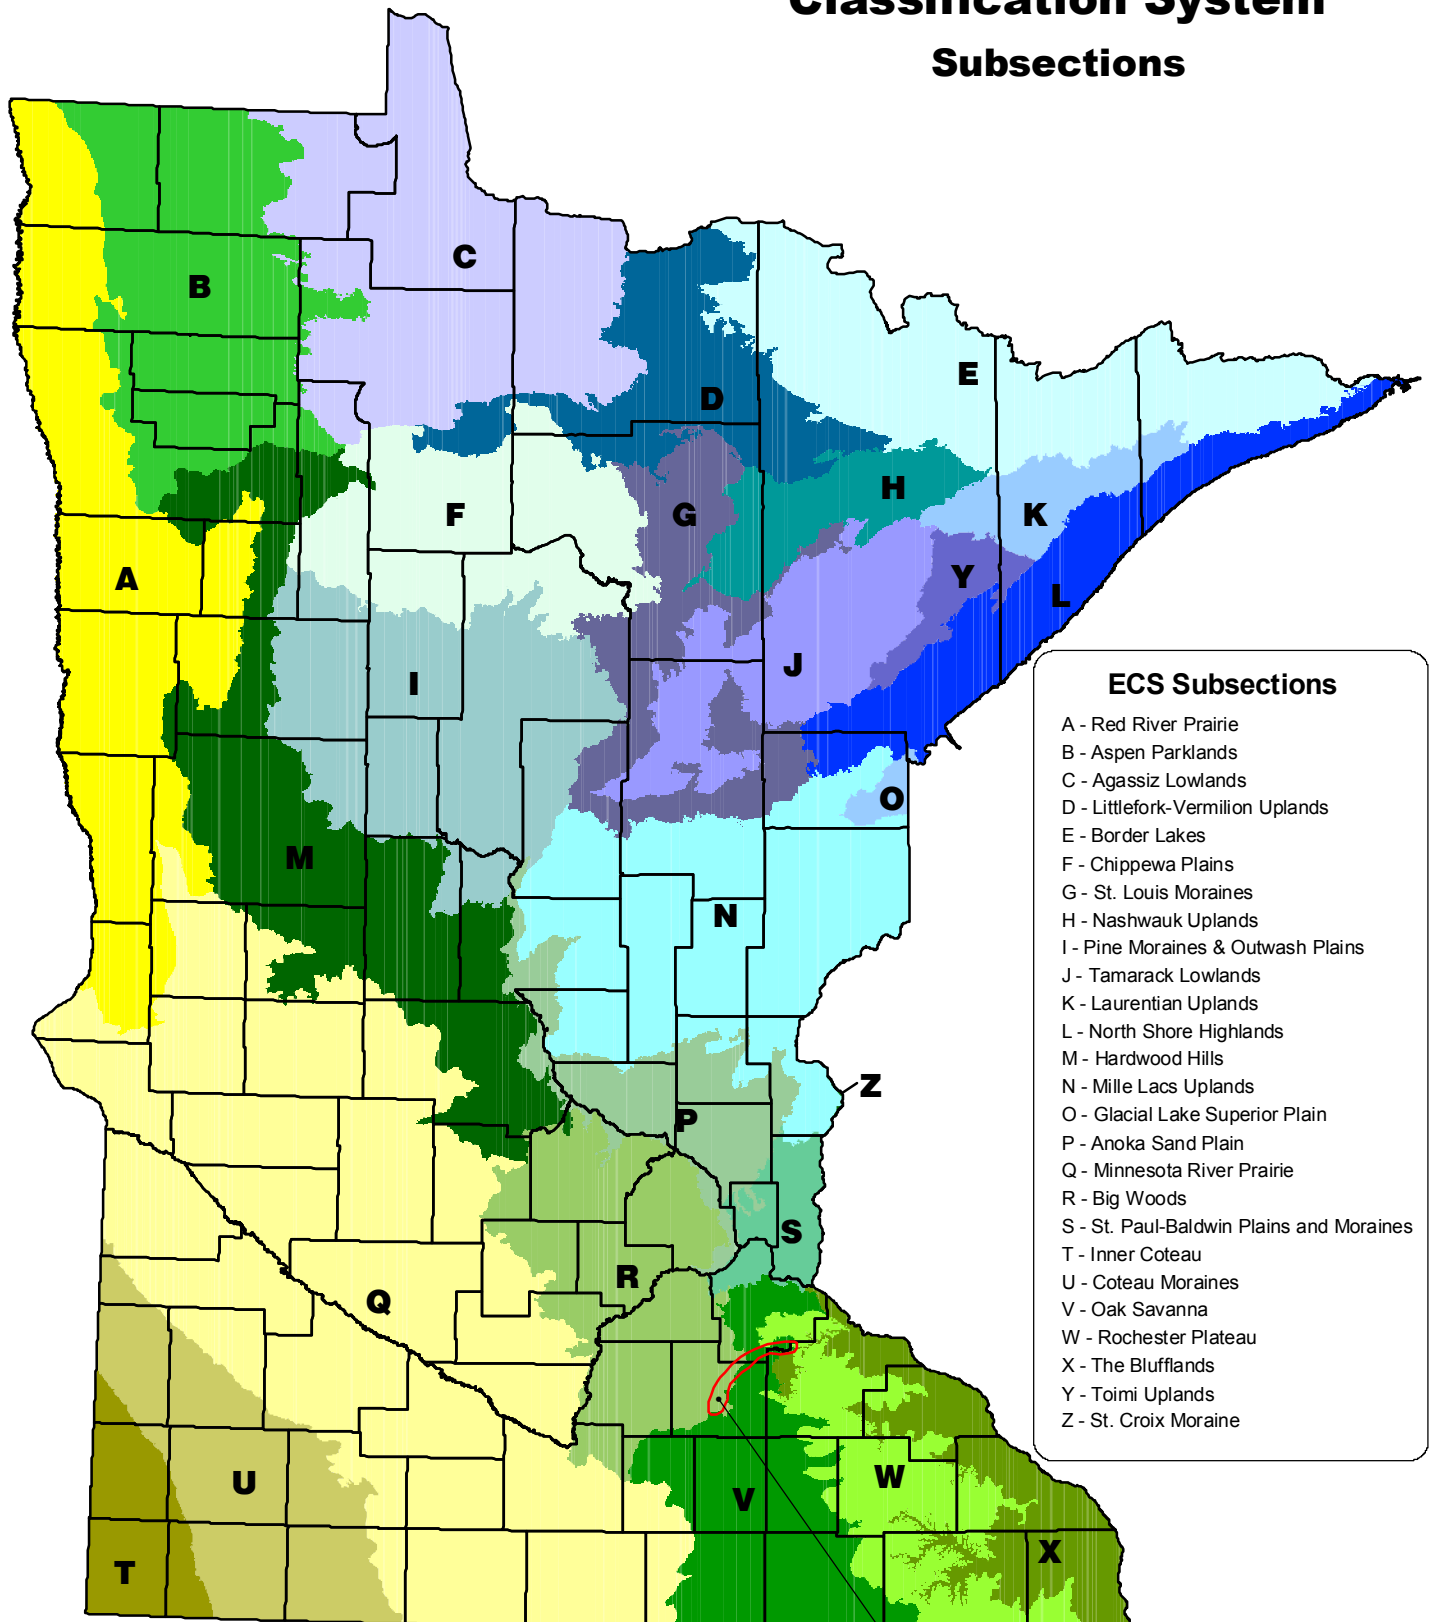 Classification System
Subsections
C
B
E
D
H
F
G
K
A
Y
L
J
I
ECS Subsections
A - Red River Prairie
B - Aspen Parklands
C - Agassiz Lowlands
D - Littlefork-Vermilion Uplands
E - Border Lakes
F - Chippewa Plains
G - St. Louis Moraines
H - Nashwauk Uplands
I - Pine Moraines & Outwash Plains
J - Tamarack Lowlands
K - Laurentian Uplands
L - North Shore Highlands
M - Hardwood Hills
N - Mille Lacs Uplands
O - Glacial Lake Superior Plain
P - Anoka Sand Plain
Q - Minnesota River Prairie
R - Big Woods
S - St. Paul-Baldwin Plains and Moraines
T - Inner Coteau
U - Coteau Moraines
V - Oak Savanna
W - Rochester Plateau
X - The Blufflands
Y - Toimi Uplands
Z - St. Croix Moraine
O
M
N
Z
P
S
R
Q
W
U
V
X
T